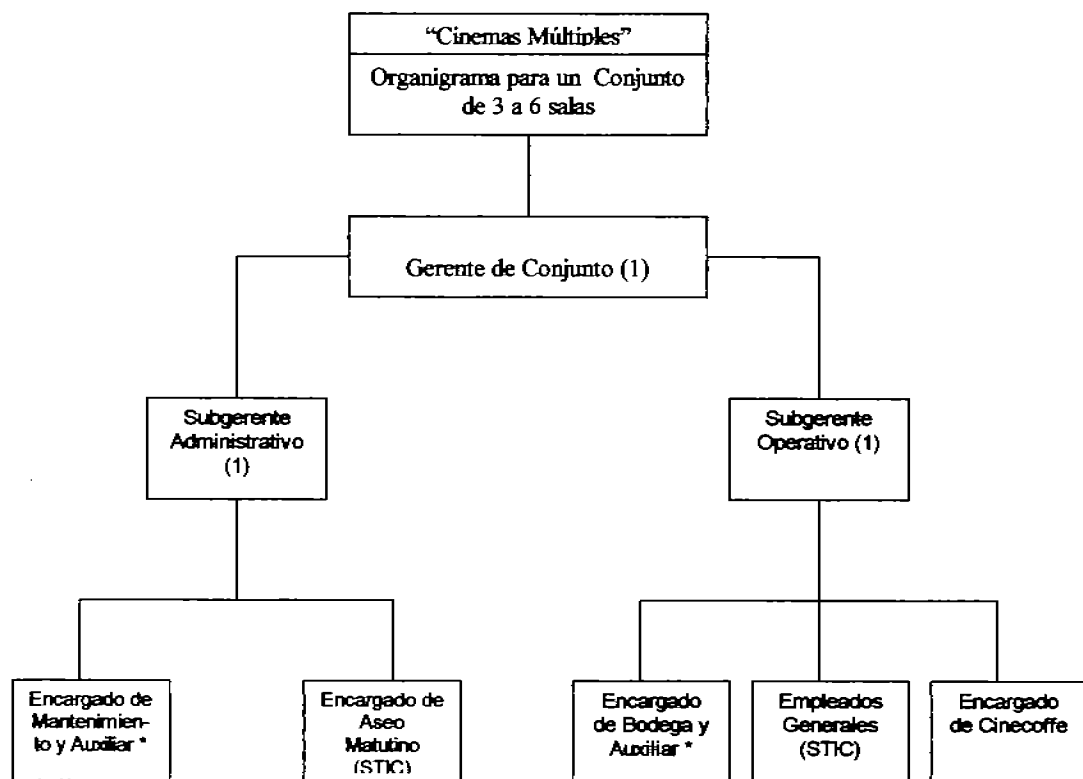 “Cinemas Múltiples”
Organigrama para un Conjunto
de 3 a 6 salas
Gerente de Conjunto (1)
Subgerente
Administrativo
(1)
Subgerente
Operativo (1)
Encargado de
Mantenimien-
to y Auxiliar *
Encargado de
Aseo
Matutino
(STIC)
Encargado
de Bodega y
Auxiliar *
Empleados
Generales
(STIC)
Encargado
de Cinecoffe